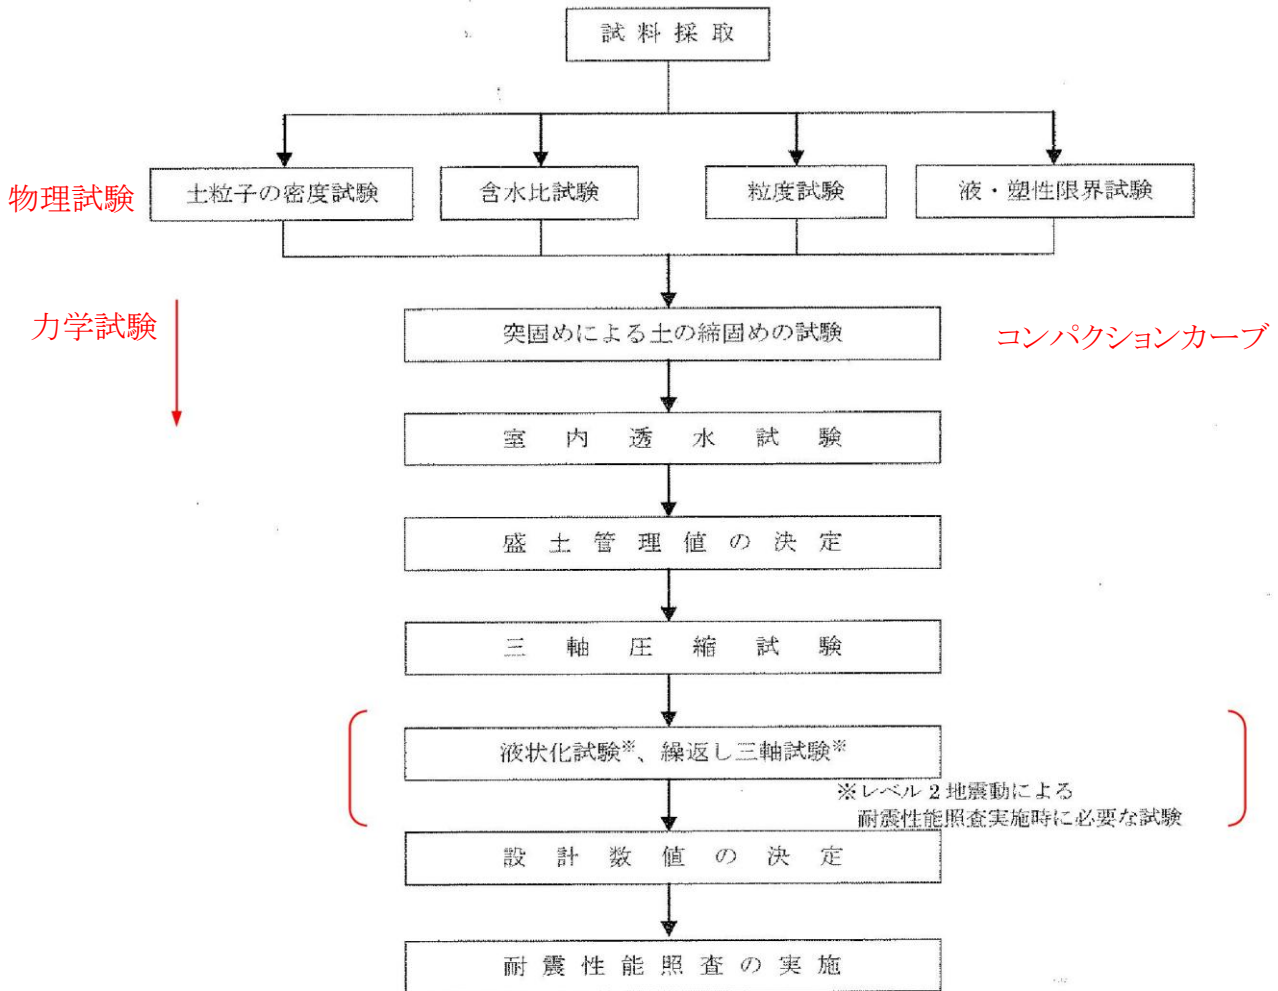 試料採取
物理試験
土粒子の密度試験
含水比試験
粒度試験
液・塑性限界試験
力学試験
突固めによる土の締固めの試験
コンパクションカーブ
室内透水試験
盛土管理値の決定
三軸圧縮試験
液状化試験※、繰返し三軸試験※
※レベル2地震動による
耐震性能照査実施時に必要な試験
設計数値の決定
耐震性能照査の実施